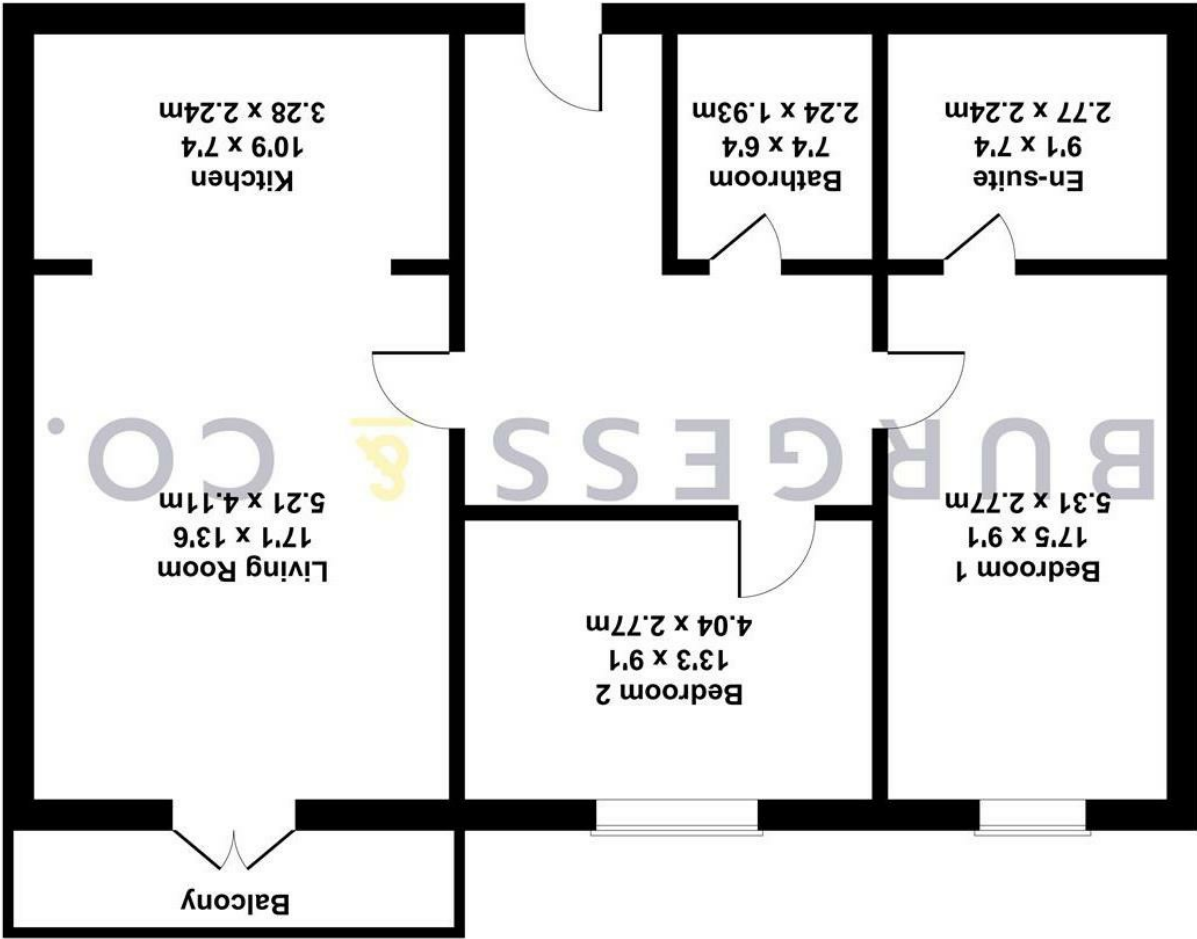 Balcony
Bedroom 2
13'3 x 9'1
4.04 x 2.77m
Bedroom 1
17'5 x 9'1
5.31 x 2.77m
Living Room
17'1 x 13'6
5.21 x 4.11m
BURGESS & CO.
En-suite
9'1 x 7'4
2.77 x 2.24m
Bathroom
7'4 x 6'4
2.24 x 1.93m
Kitchen
10'9 x 7'4
3.28 x 2.24m